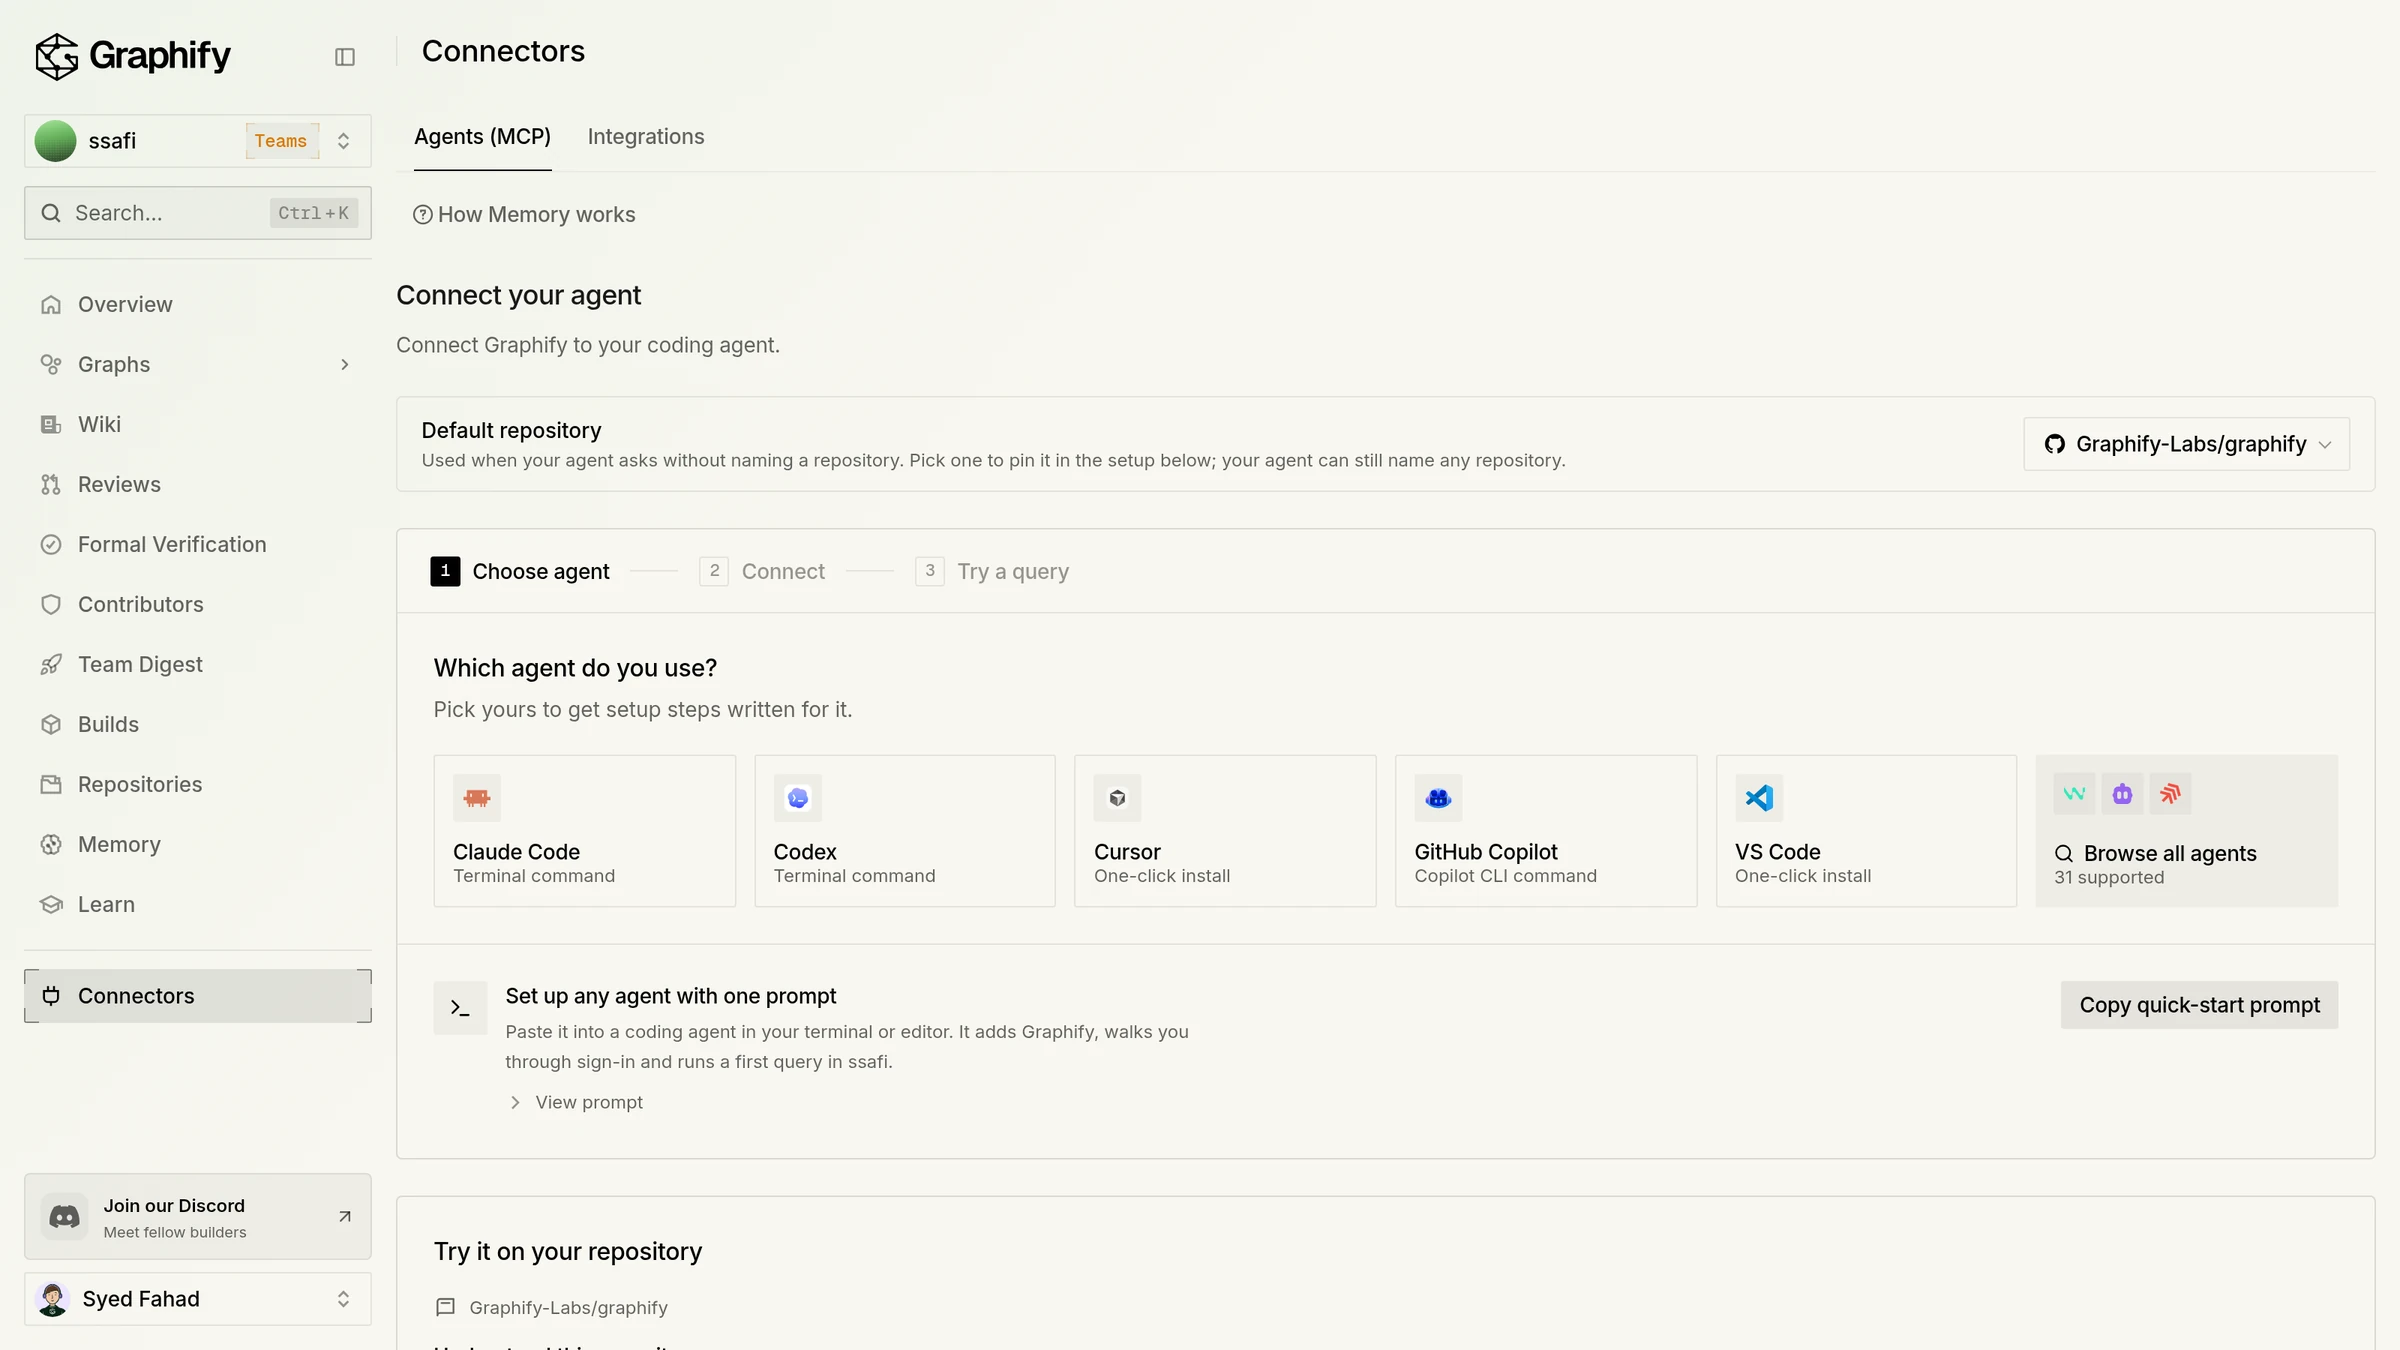 Graphify
ssafi
Teams
Search...
Ctrl+K
Overview
Graphs
Wiki
Reviews
Formal Verification
Contributors
Team Digest
Builds
Repositories
Memory
Learn
Connectors
Join our Discord
Meet fellow builders
Syed Fahad
Connectors
Agents (MCP)
Integrations
How Memory works
Connect your agent
Connect Graphify to your coding agent.
Default repository
Used when your agent asks without naming a repository. Pick one to pin it in the setup below; your agent can still name any repository.
Graphify-Labs/graphify
1 Choose agent
2 Connect
3 Try a query
Which agent do you use?
Pick yours to get setup steps written for it.
Claude Code
Terminal command
Codex
Terminal command
Cursor
One-click install
GitHub Copilot
Copilot CLI command
VS Code
One-click install
Browse all agents
31 supported
Set up any agent with one prompt
Paste it into a coding agent in your terminal or editor. It adds Graphify, walks you
through sign-in and runs a first query in ssafi.
View prompt
Copy quick-start prompt
Try it on your repository
Graphify-Labs/graphify